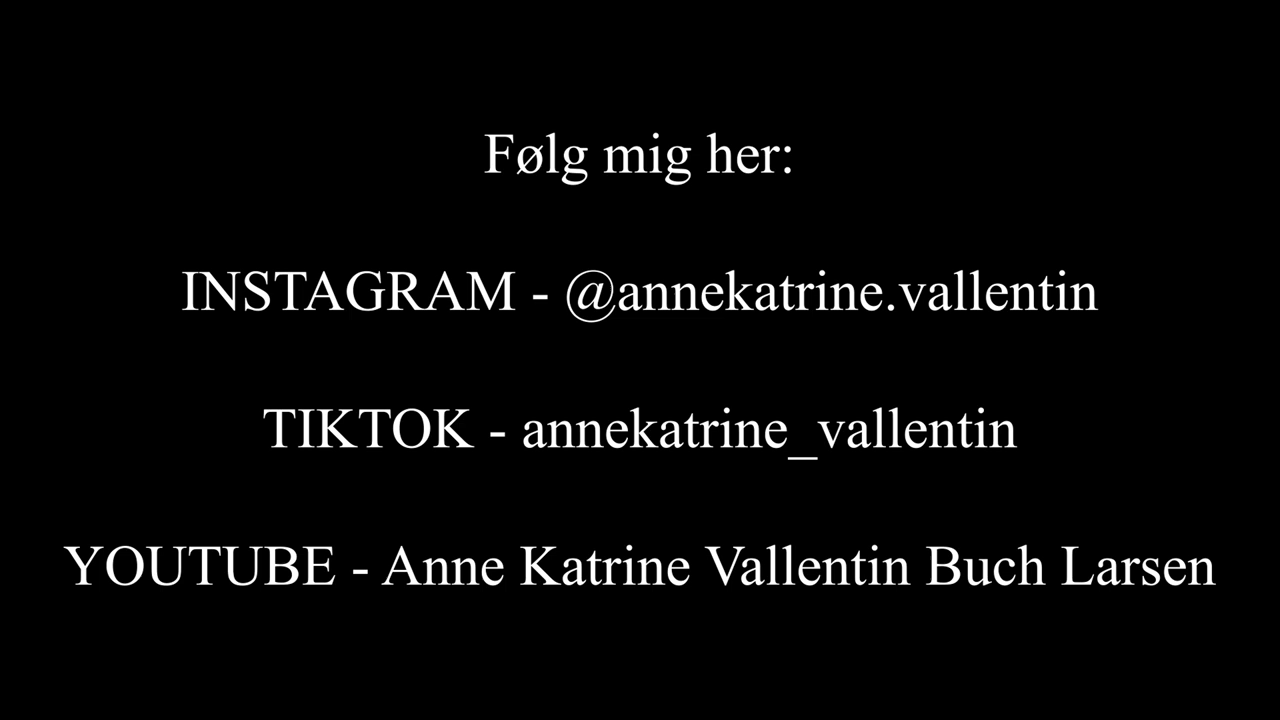 Følg mig her:
INSTAGRAM - @annekatrine.vallentin
TIKTOK - annekatrine_vallentin
YOUTUBE - Anne Katrine Vallentin Buch Larsen